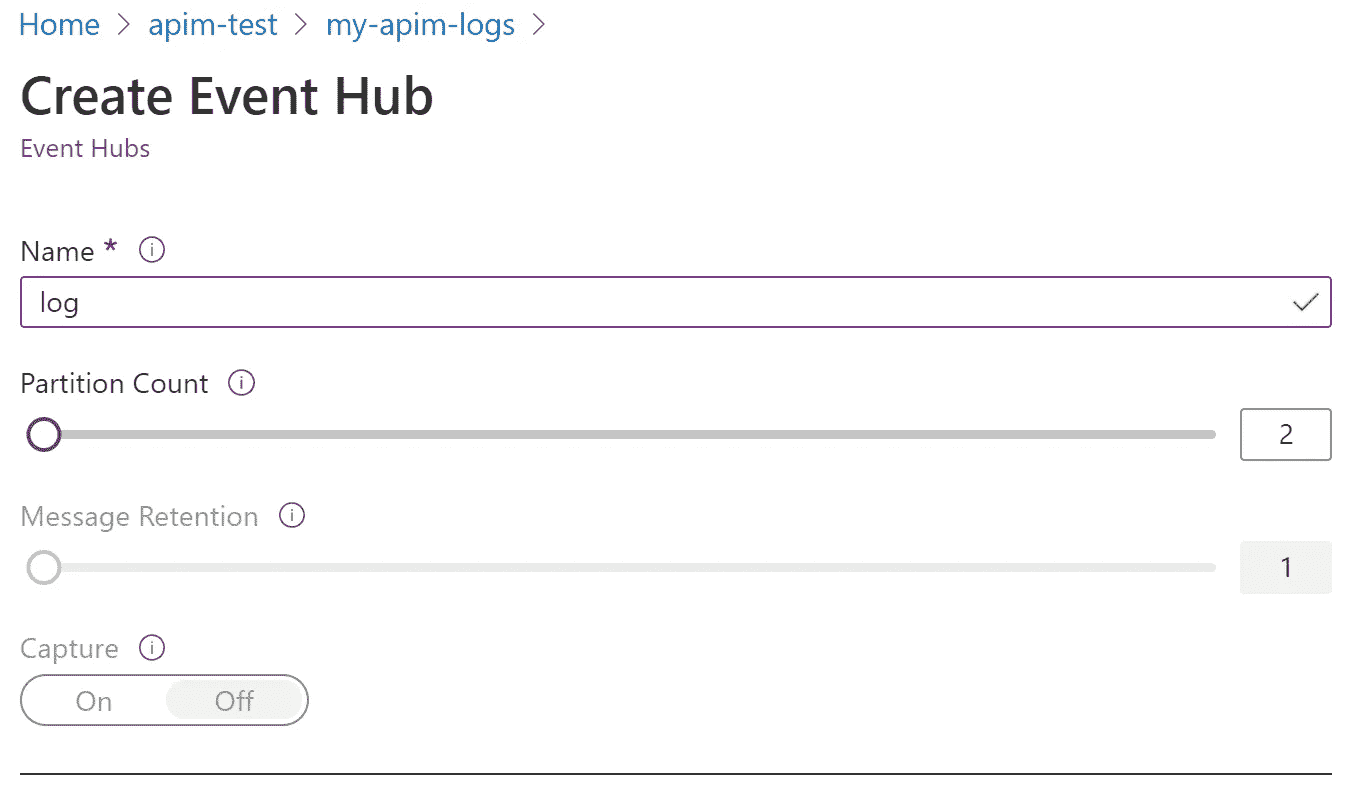 Home > apim-test > my-apim-logs >
Create Event Hub
Event Hubs
Name * ⓘ
log
Partition Count ⓘ
2
Message Retention ⓘ
1
Capture ⓘ
On Off